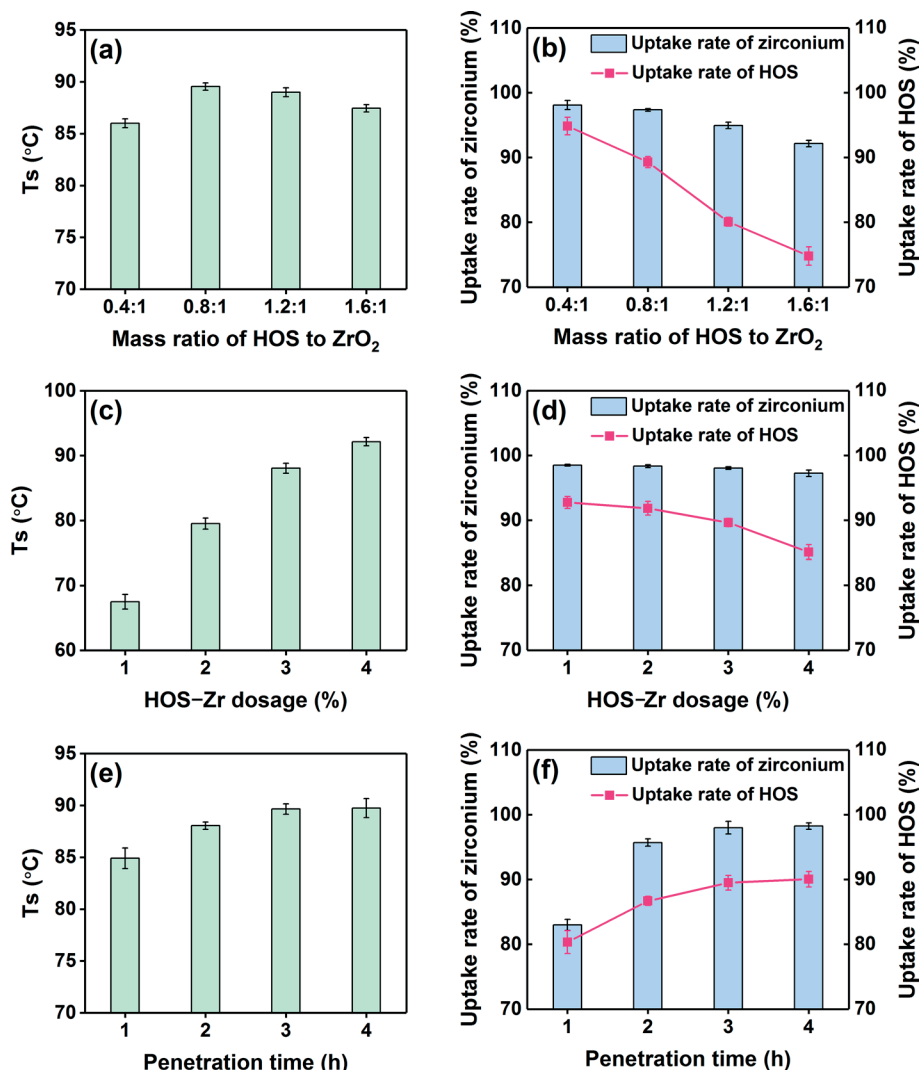 (a)
95
90
85
80
75
70
Ts (°C)
0.4:1 0.8:1 1.2:1 1.6:1
Mass ratio of HOS to ZrO₂
(b)
Uptake rate of zirconium
Uptake rate of HOS
110
100
90
80
70
Uptake rate of zirconium (%)
110
100
90
80
70
Uptake rate of HOS (%)
0.4:1 0.8:1 1.2:1 1.6:1
Mass ratio of HOS to ZrO₂
(c)
100
90
80
70
60
Ts (°C)
1 2 3 4
HOS−Zr dosage (%)
(d)
Uptake rate of zirconium
Uptake rate of HOS
110
100
90
80
70
Uptake rate of zirconium (%)
110
100
90
80
70
Uptake rate of HOS (%)
1 2 3 4
HOS−Zr dosage (%)
(e)
95
90
85
80
75
70
Ts (°C)
1 2 3 4
Penetration time (h)
(f)
Uptake rate of zirconium
Uptake rate of HOS
110
100
90
80
70
Uptake rate of zirconium (%)
110
100
90
80
70
Uptake rate of HOS (%)
1 2 3 4
Penetration time (h)